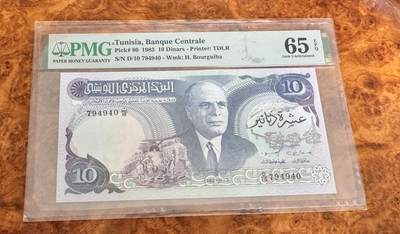 PMG
PAPER MONEY GUARANTY
Tunisia, Banque Centrale
Pick# 80 1983 10 Dinars - Printer: TDLR
S/N D/10 794940 - Wmk: H. Bourguiba
65 EPQ
Gem Uncirculated
البنك المركزي التونسي
10
794940
عشرة دنانير
10
794940